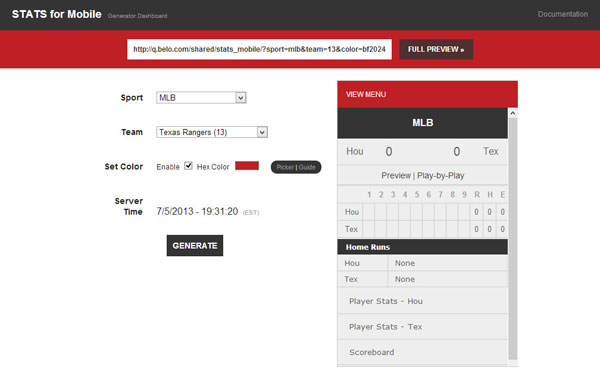 STATS for Mobile Generator Dashboard Documentation
http://q.belo.com/shared/stats_mobile/?sport=mlb&team=13&color=bf2024 FULL PREVIEW »
Sport MLB
Team Texas Rangers (13)
Set Color Enable Hex Color Picker | Guide
Server Time 7/5/2013 - 19:31:20 (EST)
GENERATE
VIEW MENU
MLB
Hou 0 0 Tex
Preview | Play-by-Play
1 2 3 4 5 6 7 8 9 R H E
Hou 0 0 0
Tex 0 0 0
Home Runs
Hou None
Tex None
Player Stats - Hou
Player Stats - Tex
Scoreboard